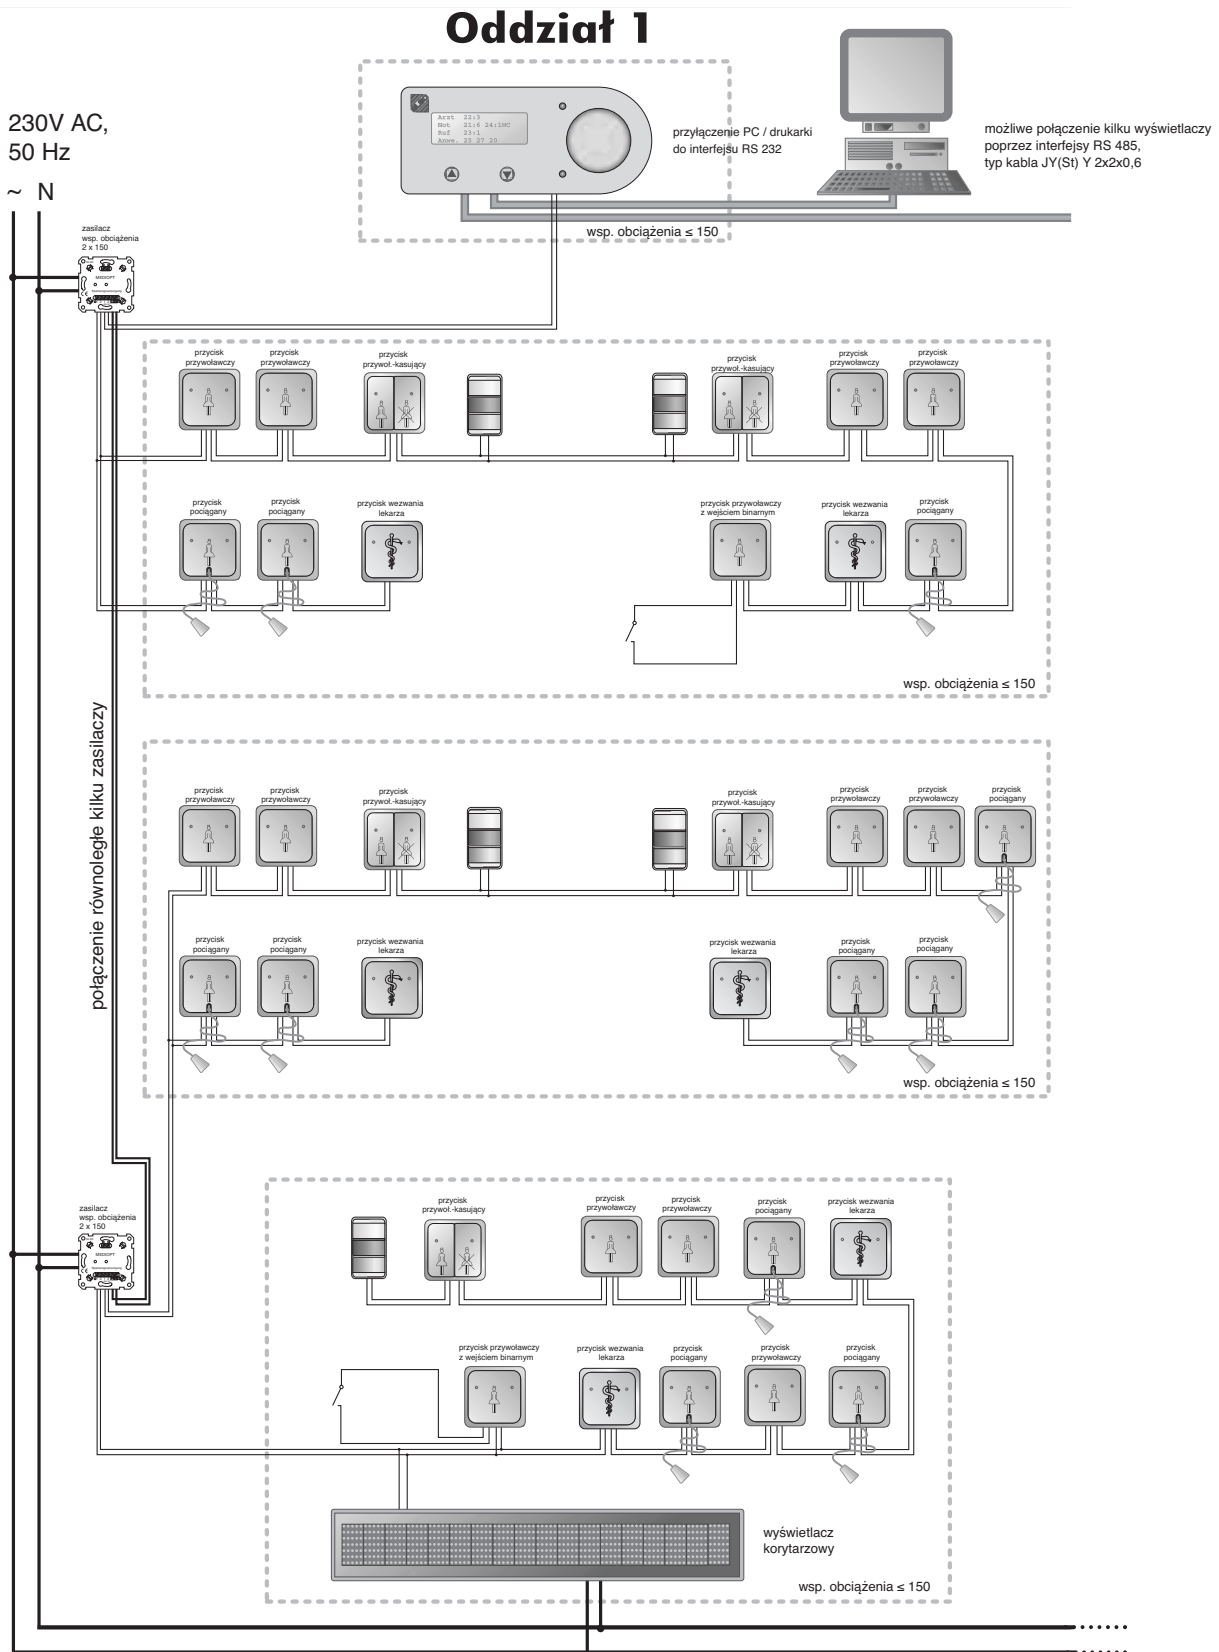 Oddział 1
230V AC,
50 Hz
~ N
Arzt 22:3
Not 21:6 24:1WC
Ruf 23:1
Anwe. 25 27 20
przyłączenie PC / drukarki
do interfejsu RS 232
możliwe połączenie kilku wyświetlaczy
poprzez interfejsy RS 485,
typ kabla JY(St) Y 2x2x0,6
wsp. obciążenia ≤ 150
zasilacz
wsp. obciążenia
2 x 150
MEDIOPT
przycisk
przywoławczy
przycisk
przywoławczy
przycisk
przywoł.-kasujący
przycisk
przywoł.-kasujący
przycisk
przywoławczy
przycisk
przywoławczy
przycisk
pociągany
przycisk
pociągany
przycisk wezwania
lekarza
przycisk przywoławczy
z wejściem binarnym
przycisk wezwania
lekarza
przycisk
pociągany
wsp. obciążenia ≤ 150
połączenie równoległe kilku zasilaczy
przycisk
przywoławczy
przycisk
przywoławczy
przycisk
przywoł.-kasujący
przycisk
przywoł.-kasujący
przycisk
przywoławczy
przycisk
przywoławczy
przycisk
pociągany
przycisk
pociągany
przycisk
pociągany
przycisk wezwania
lekarza
przycisk wezwania
lekarza
przycisk
pociągany
przycisk
pociągany
wsp. obciążenia ≤ 150
zasilacz
wsp. obciążenia
2 x 150
MEDIOPT
przycisk
przywoł.-kasujący
przycisk
przywoławczy
przycisk
przywoławczy
przycisk
pociągany
przycisk wezwania
lekarza
przycisk przywoławczy
z wejściem binarnym
przycisk wezwania
lekarza
przycisk
pociągany
przycisk
przywoławczy
przycisk
pociągany
wyświetlacz
korytarzowy
wsp. obciążenia ≤ 150